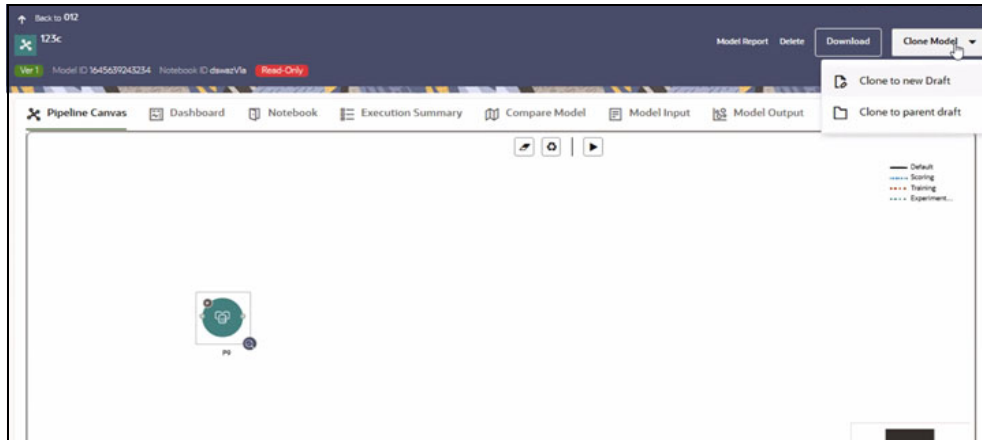 Back to 012
123c
Model Report Delete Download Clone Model
Ver 1 Model ID 1645639243234 Notebook ID dswazVla Read-Only
Clone to new Draft
Clone to parent draft
Pipeline Canvas Dashboard Notebook Execution Summary Compare Model Model Input Model Output
Default
Scoring
Training
Experiment...
P9